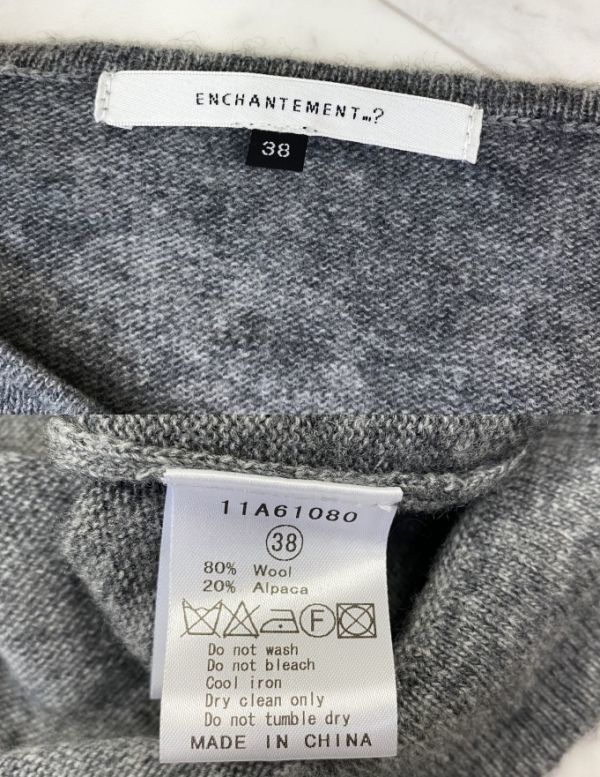 ENCHANTEMENT...?
38
11A61080
38
80% Wool
20% Alpaca
F
Do not wash
Do not bleach
Cool iron
Dry clean only
Do not tumble dry
MADE IN CHINA